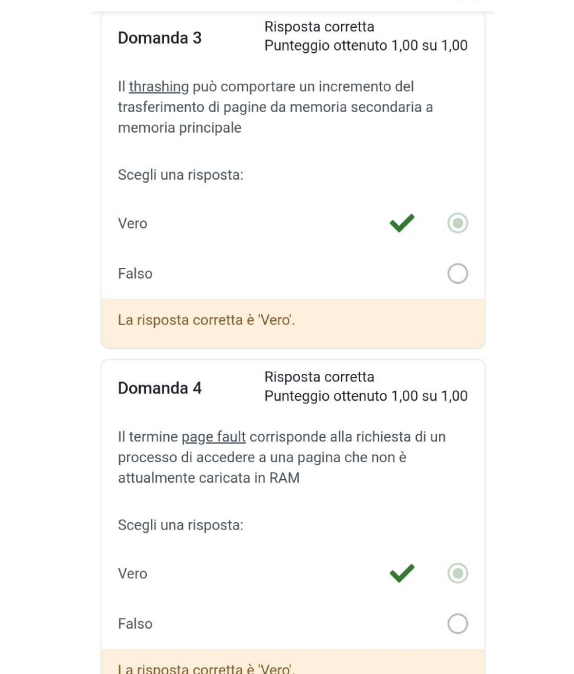 Domanda 3
Risposta corretta
Punteggio ottenuto 1,00 su 1,00
Il thrashing può comportare un incremento del
trasferimento di pagine da memoria secondaria a
memoria principale
Scegli una risposta:
Vero
Falso
La risposta corretta è 'Vero'.
Domanda 4
Risposta corretta
Punteggio ottenuto 1,00 su 1,00
Il termine page fault corrisponde alla richiesta di un
processo di accedere a una pagina che non è
attualmente caricata in RAM
Scegli una risposta:
Vero
Falso
La risposta corretta è 'Vero'.